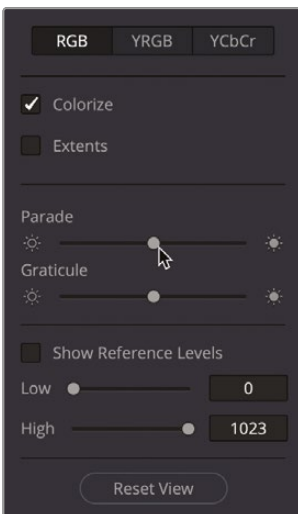 RGB YRGB YCbCr
Colorize
Extents
Parade
Graticule
Show Reference Levels
Low 0
High 1023
Reset View